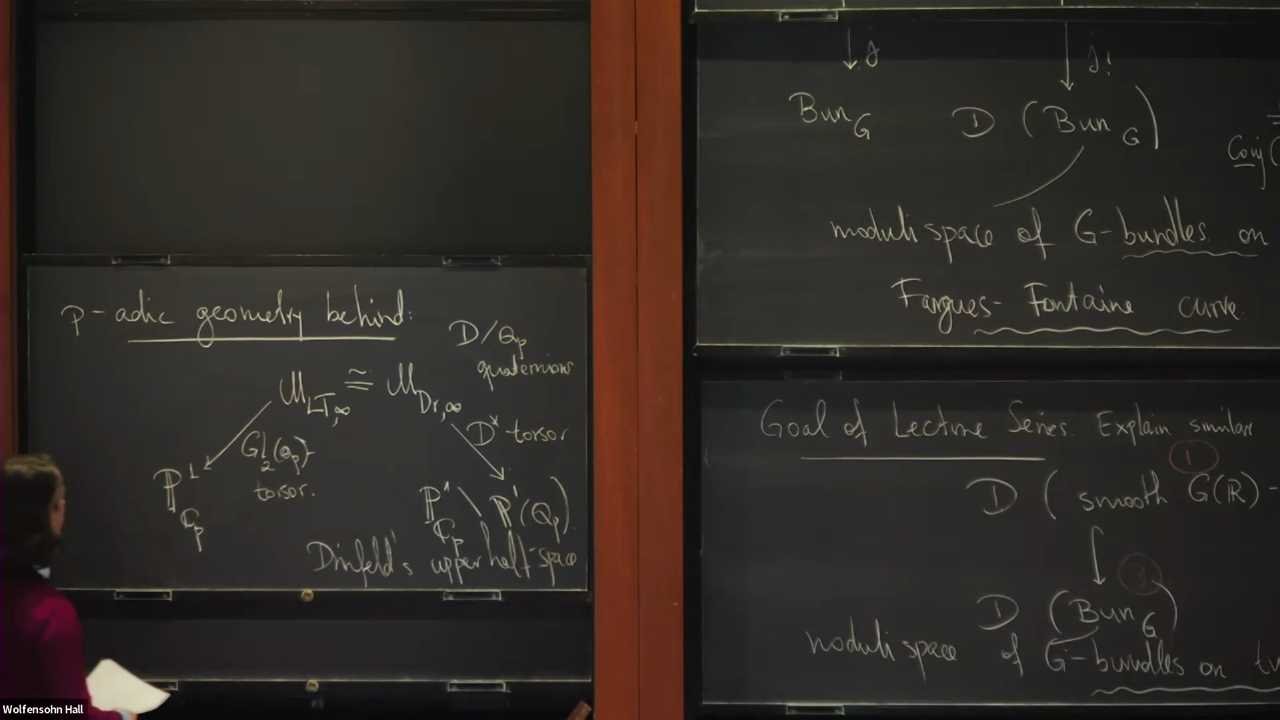 p-adic geometry behind:
D/Q_p
quaternions
M_{LT,∞} ≅ M_{Dr,∞}
GL_2(Q_p)-
torsor.
D^× torsor
P^1_{C_p}
P^1_{C_p} \ P^1(Q_p)
Drinfeld's upper half-space
j
j!
Bun_G
D (Bun_G)
Conj (
moduli space of G-bundles on
Fargues-Fontaine curve.
Goal of Lecture Series. Explain similar
①
D ( smooth G(R) -
D (Bun_G)
moduli space of G-bundles on
Wolfensohn Hall